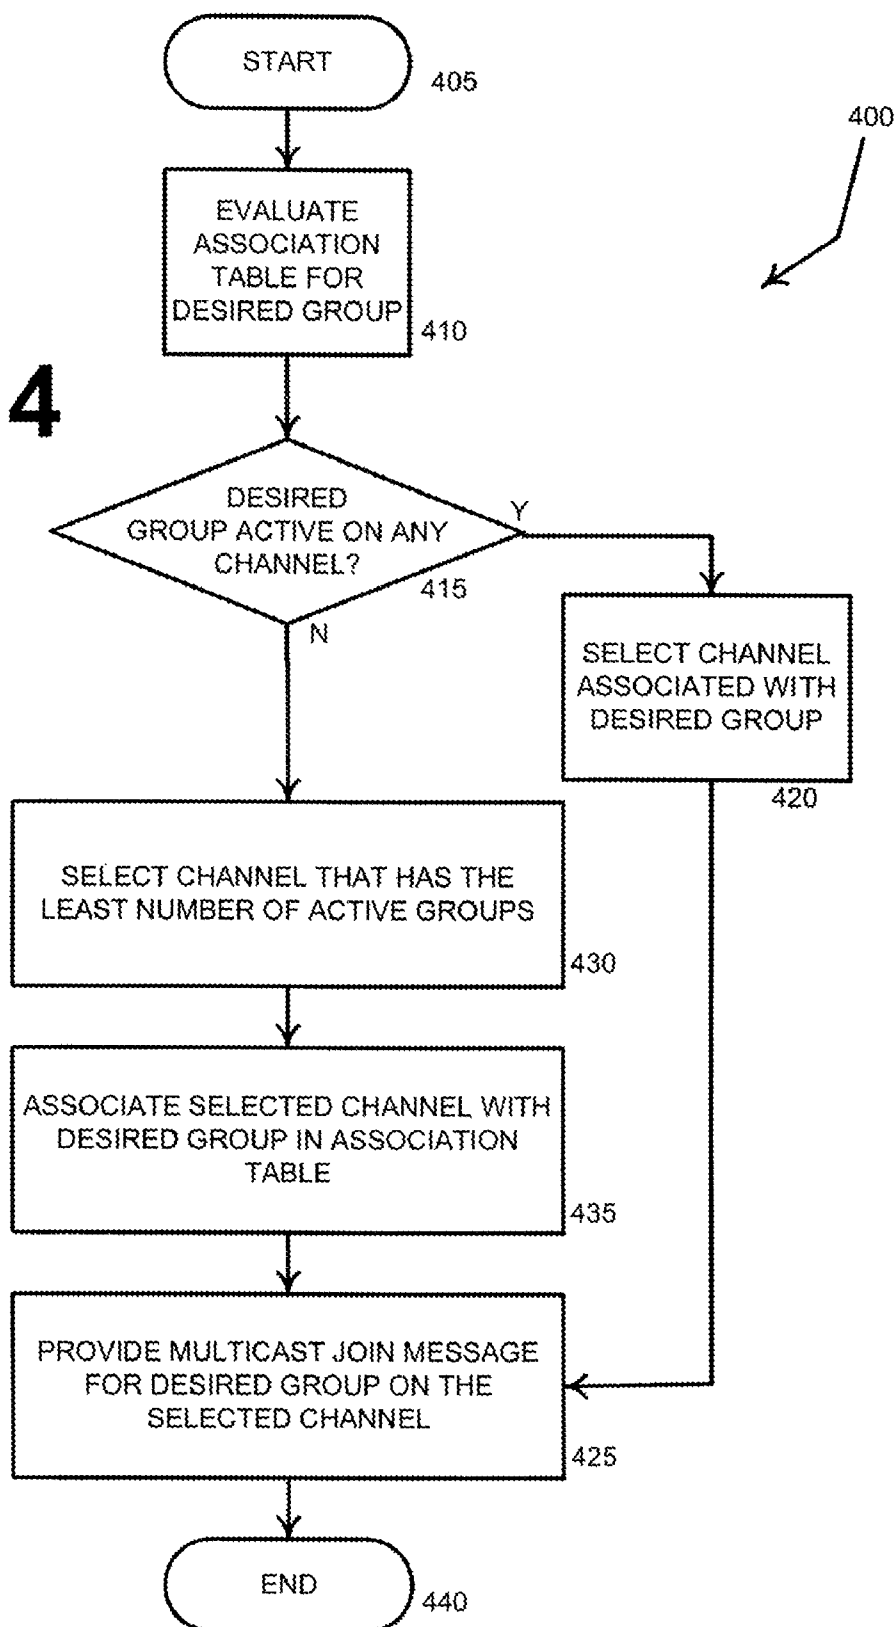 START
405
400
EVALUATE
ASSOCIATION
TABLE FOR
DESIRED GROUP
410
4
DESIRED
GROUP ACTIVE ON ANY
CHANNEL?
415
Y
N
SELECT CHANNEL
ASSOCIATED WITH
DESIRED GROUP
420
SELECT CHANNEL THAT HAS THE
LEAST NUMBER OF ACTIVE GROUPS
430
ASSOCIATE SELECTED CHANNEL WITH
DESIRED GROUP IN ASSOCIATION
TABLE
435
PROVIDE MULTICAST JOIN MESSAGE
FOR DESIRED GROUP ON THE
SELECTED CHANNEL
425
END
440